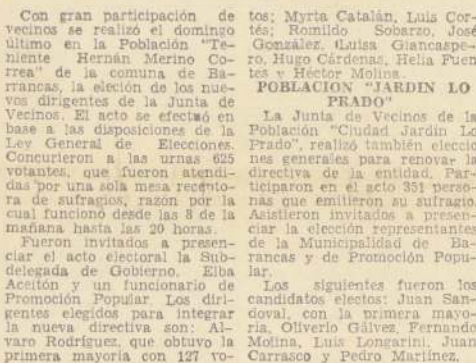 Con gran participación de
vecinos se realizó el domingo
último en la Población "Te-
niente Hernán Merino Co-
rrea" de la comuna de Ba-
rrancas, la eleción de los nue-
vos dirigentes de la Junta de
Vecinos. El acto se efectuó en
base a las disposiciones de la
Ley General de Elecciones.
Concurieron a las urnas 625
votantes, que fueron atendi-
das por una sola mesa recepto-
ra de sufragios, razón por la
cual funcionó desde las 8 de la
mañana hasta las 20 horas.
Fueron invitados a presen-
ciar el acto electoral la Sub-
delegada de Gobierno, Elba
Aceitón y un funcionario de
Promoción Popular. Los diri-
gentes elegidos para integrar
la nueva directiva son: Al-
varo Rodríguez, que obtuvo la
primera mayoría con 127 vo-
tos; Myrta Catalán, Luis Cor-
tés; Romildo Sobarzo, José
González, Luisa Giancaspe-
ro, Hugo Cárdenas, Helia Fuen
tes y Héctor Molina.
POBLACION "JARDIN LO
PRADO"
La Junta de Vecinos de la
Población "Ciudad Jardín Lo
Prado", realizó también eleccio
nes generales para renovar la
directiva de la entidad. Par-
ticiparon en el acto 351 perso-
nas que emitieron su sufragio.
Asistieron invitados a presen-
ciar la elección representantes
de la Municipalidad de Ba-
rrancas y de Promoción Popu-
lar.
Los siguientes fueron los
candidatos electos: Juan San-
doval, con la primera mayo-
ría, Oliverio Gálvez, Fernando
Molina, Luis Longarini, Juan
Carrasco y Pedro Martínez.